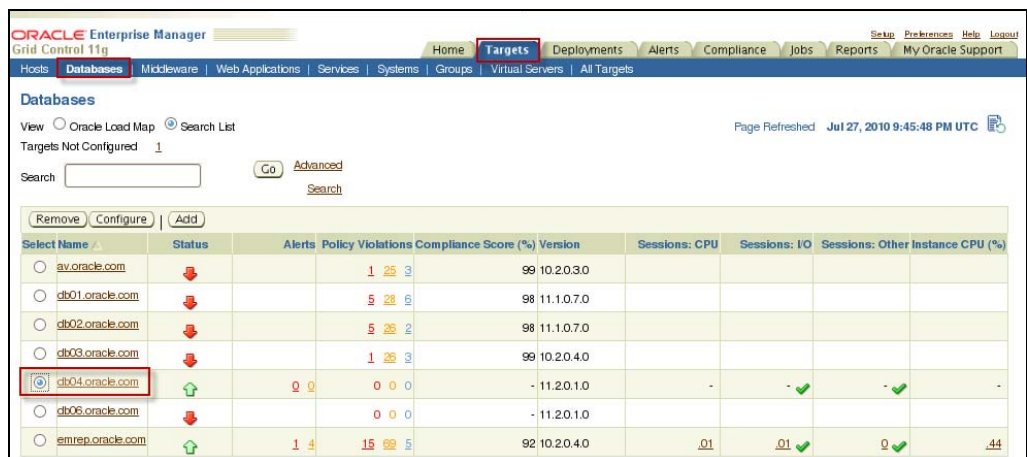 ORACLE Enterprise Manager
Grid Control 11g
Setup Preferences Help Logout
Home Targets Deployments Alerts Compliance Jobs Reports My Oracle Support
Hosts | Databases | Middleware | Web Applications | Services | Systems | Groups | Virtual Servers | All Targets
Databases
View Oracle Load Map Search List
Page Refreshed Jul 27, 2010 9:45:48 PM UTC
Targets Not Configured 1
Search Go Advanced
Search
Remove Configure | Add
Select Name Status Alerts Policy Violations Compliance Score (%) Version Sessions: CPU Sessions: I/O Sessions: Other Instance CPU (%)
av.oracle.com 1 25 3 99 10.2.0.3.0
db01.oracle.com 5 28 6 98 11.1.0.7.0
db02.oracle.com 5 26 2 98 11.1.0.7.0
db03.oracle.com 1 26 3 99 10.2.0.4.0
db04.oracle.com 0 0 0 0 0 - 11.2.0.1.0 - - - -
db06.oracle.com 0 0 0 - 11.2.0.1.0
emrep.oracle.com 1 4 15 69 5 92 10.2.0.4.0 .01 .01 0 .44